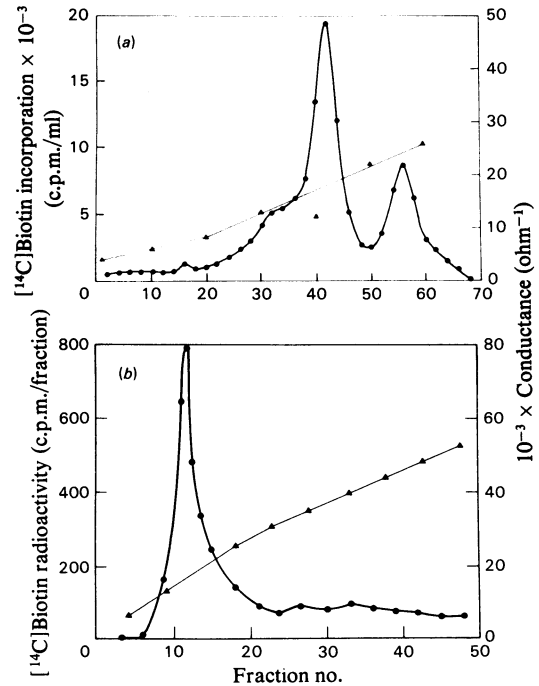 (a)
[¹⁴C]Biotin incorporation × 10⁻³
(c.p.m./ml)
20
15
10
5
50
40
30
20
10
0
0 10 20 30 40 50 60 70
(b)
[¹⁴C]Biotin radioactivity (c.p.m./fraction)
800
600
400
200
80
60
40
20
0
10⁻³ × Conductance (ohm⁻¹)
10 20 30 40 50
Fraction no.